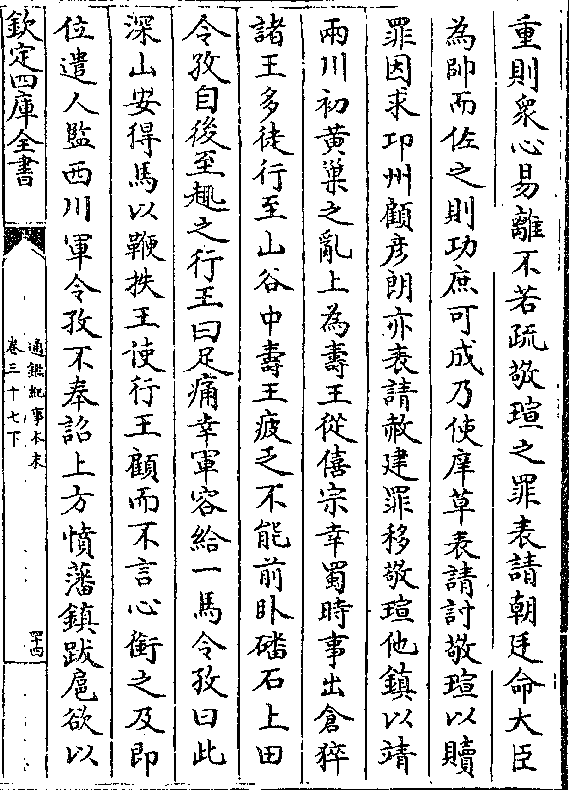 重則衆心易離不若疏敬瑄之罪表請朝廷命大臣
為帥而佐之則功庶可成乃使庠草表請討敬瑄以贖
罪因求邛州顧彦朗亦表請赦建罪移敬瑄他鎮以靖
兩川初黄巢之亂上為壽王從僖宗幸蜀時事出倉猝
諸王多徒行至山谷中壽王疲乏不能前卧磻石上田
令孜自後至趣之行王曰足痛幸軍容給一馬令孜曰此
深山安得馬以鞭抶王使行王顧而不言心銜之及即
位遣人監西川軍令孜不奉詔上方憤藩鎮跋扈欲以
欽定四庫全書
通鑑紀事本末
卷三十七下
四十四